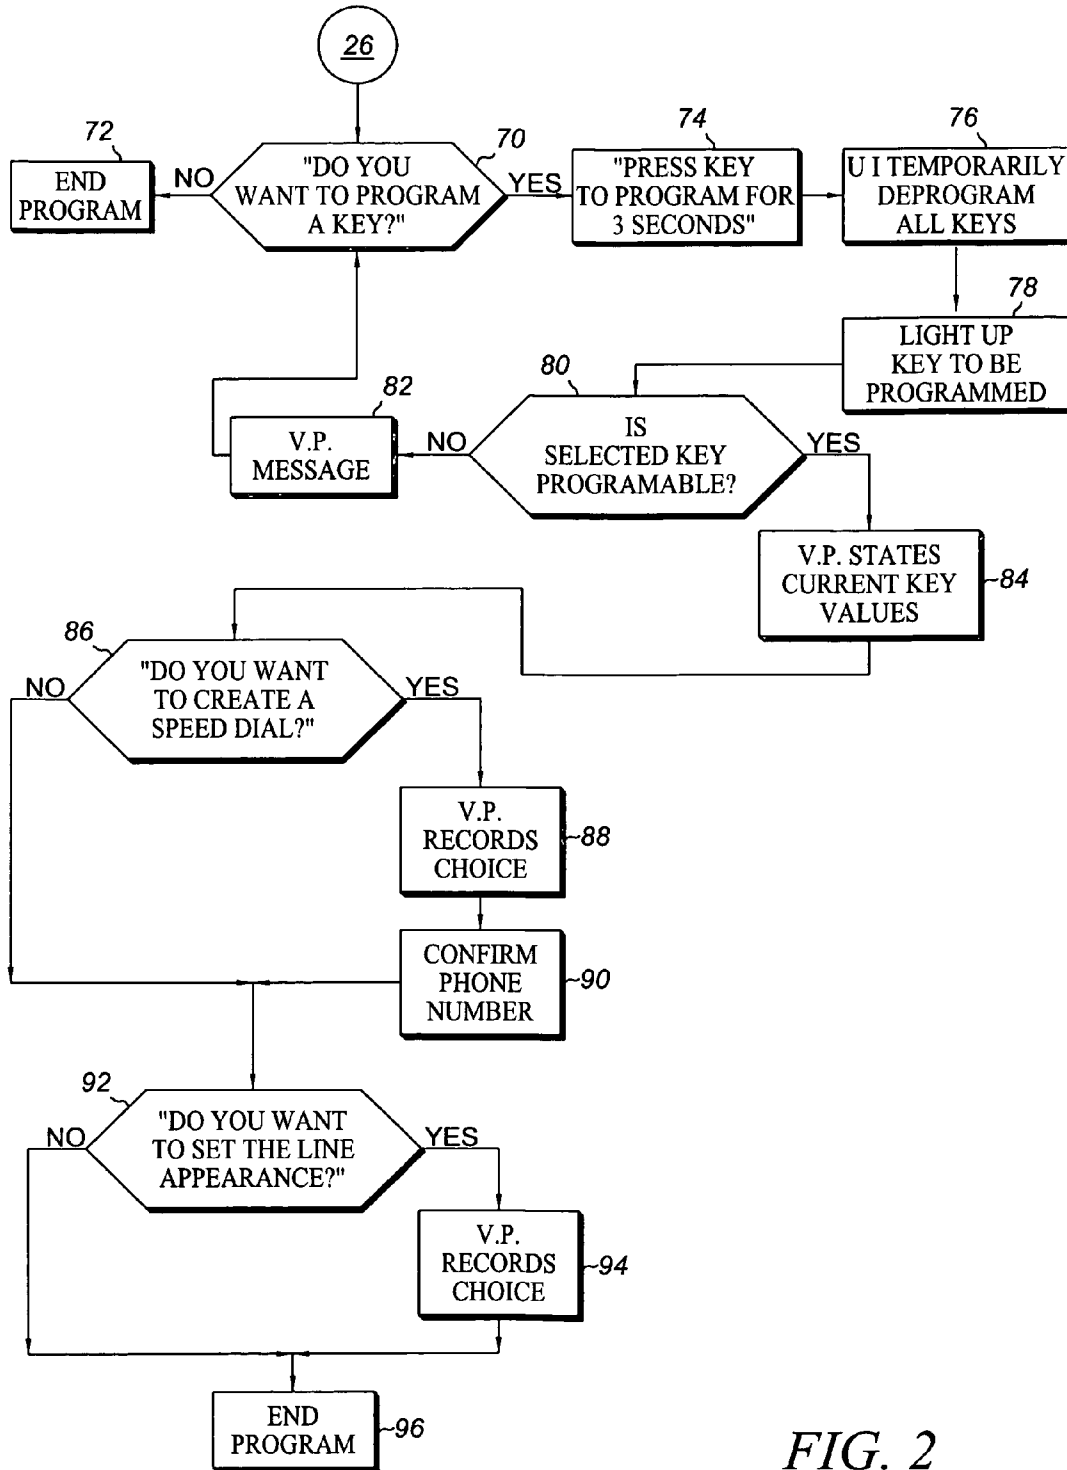 26
72
END
PROGRAM
NO
"DO YOU
WANT TO PROGRAM
A KEY?"
70
YES
74
"PRESS KEY
TO PROGRAM FOR
3 SECONDS"
76
U I TEMPORARILY
DEPROGRAM
ALL KEYS
78
LIGHT UP
KEY TO BE
PROGRAMMED
80
IS
SELECTED KEY
PROGRAMABLE?
NO
YES
82
V.P.
MESSAGE
V.P. STATES
CURRENT KEY
VALUES
84
86
"DO YOU WANT
TO CREATE A
SPEED DIAL?"
NO
YES
V.P.
RECORDS
CHOICE
88
CONFIRM
PHONE
NUMBER
90
92
"DO YOU WANT
TO SET THE LINE
APPEARANCE?"
NO
YES
V.P.
RECORDS
CHOICE
94
END
PROGRAM
96
FIG. 2